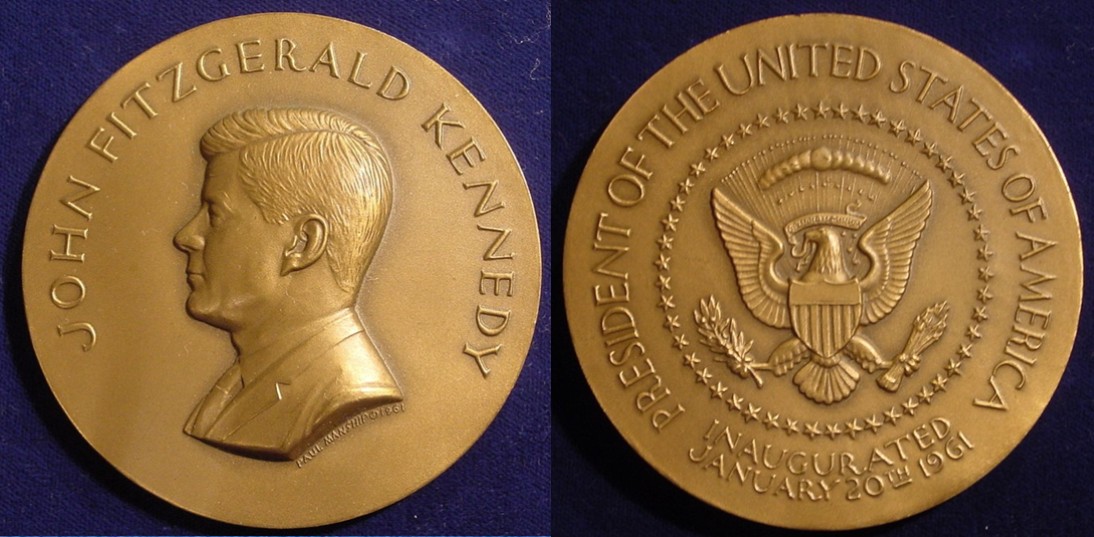 JOHN FITZGERALD KENNEDY
PAUL MANSHIP © 1961
PRESIDENT OF THE UNITED STATES OF AMERICA
INAUGURATED
JANUARY 20TH 1961